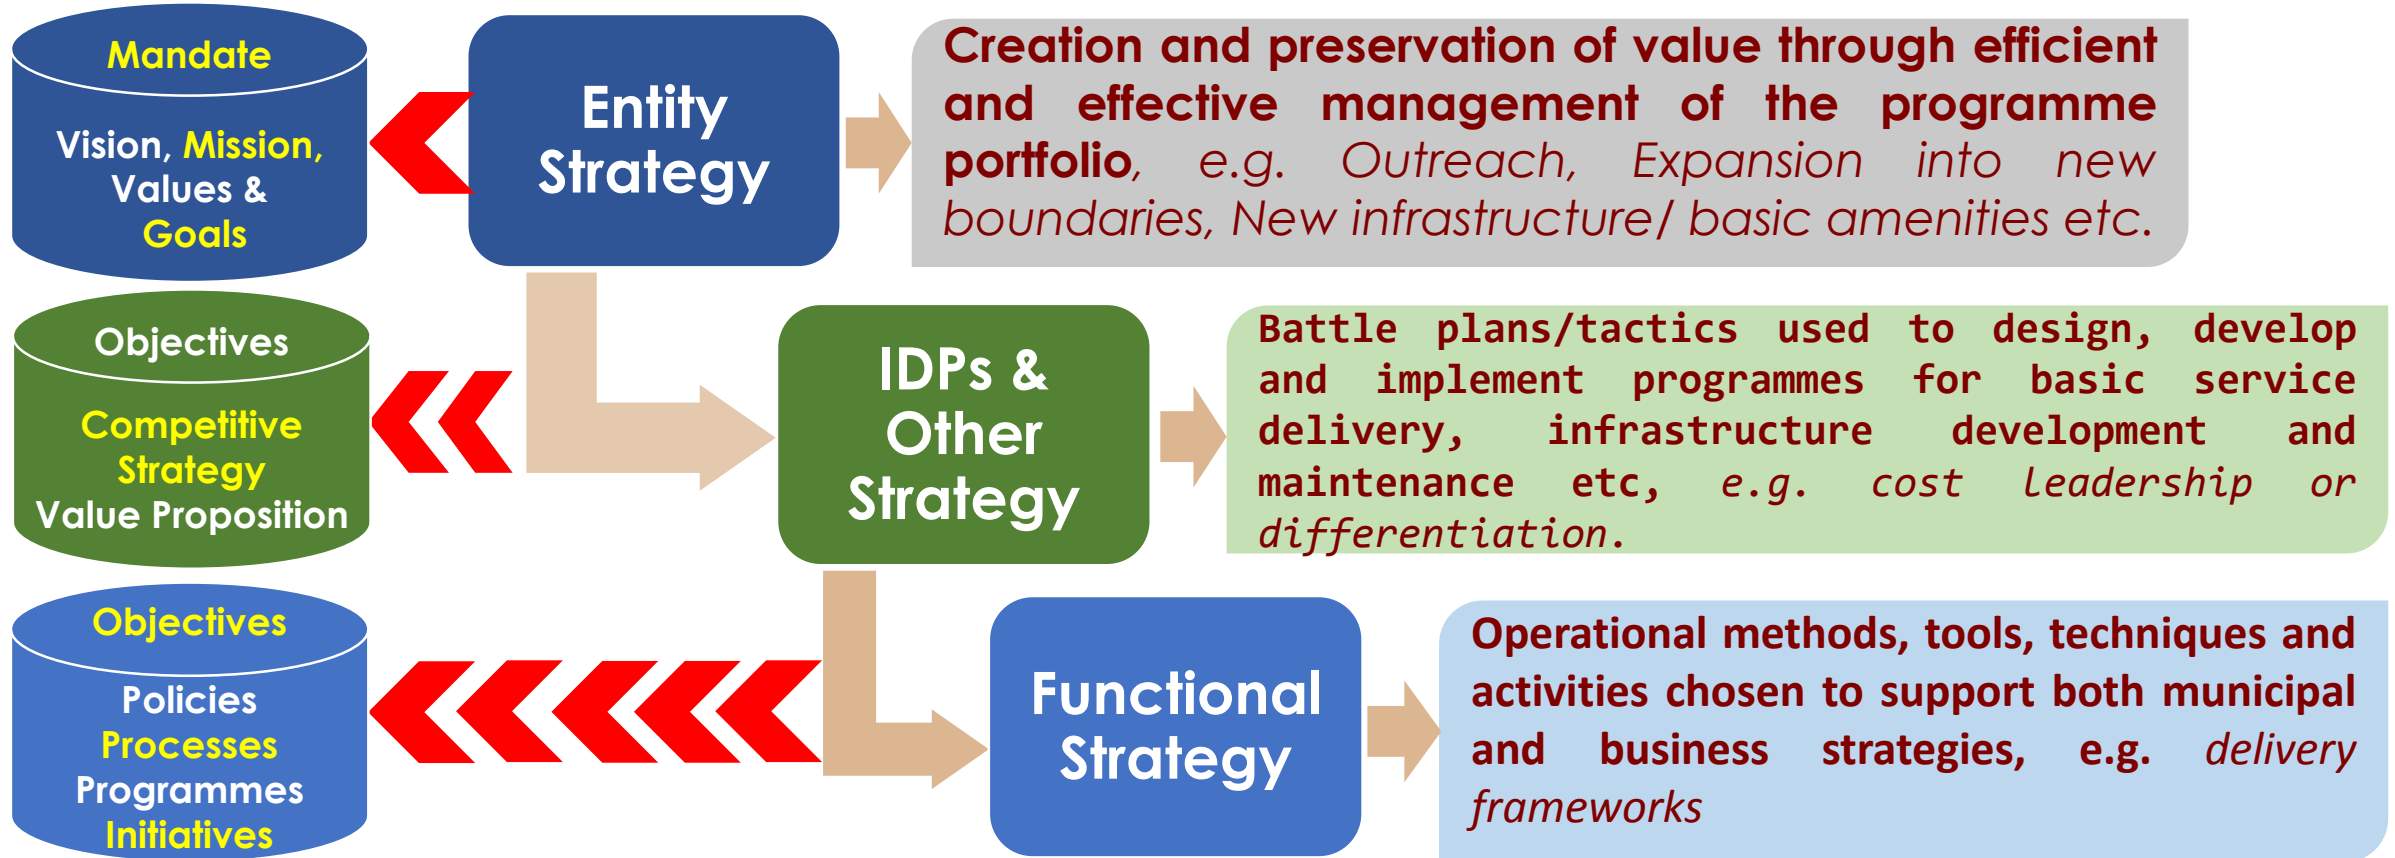 Mandate
Vision, Mission,
Values &
Goals
Entity
Strategy
Creation and preservation of value through efficient
and effective management of the programme
portfolio, e.g. Outreach, Expansion into new
boundaries, New infrastructure/ basic amenities etc.
Objectives
Competitive
Strategy
Value Proposition
IDPs &
Other
Strategy
Battle plans/tactics used to design, develop
and implement programmes for basic service
delivery, infrastructure development and
maintenance etc, e.g. cost leadership or
differentiation.
Objectives
Policies
Processes
Programmes
Initiatives
Functional
Strategy
Operational methods, tools, techniques and
activities chosen to support both municipal
and business strategies, e.g. delivery
frameworks